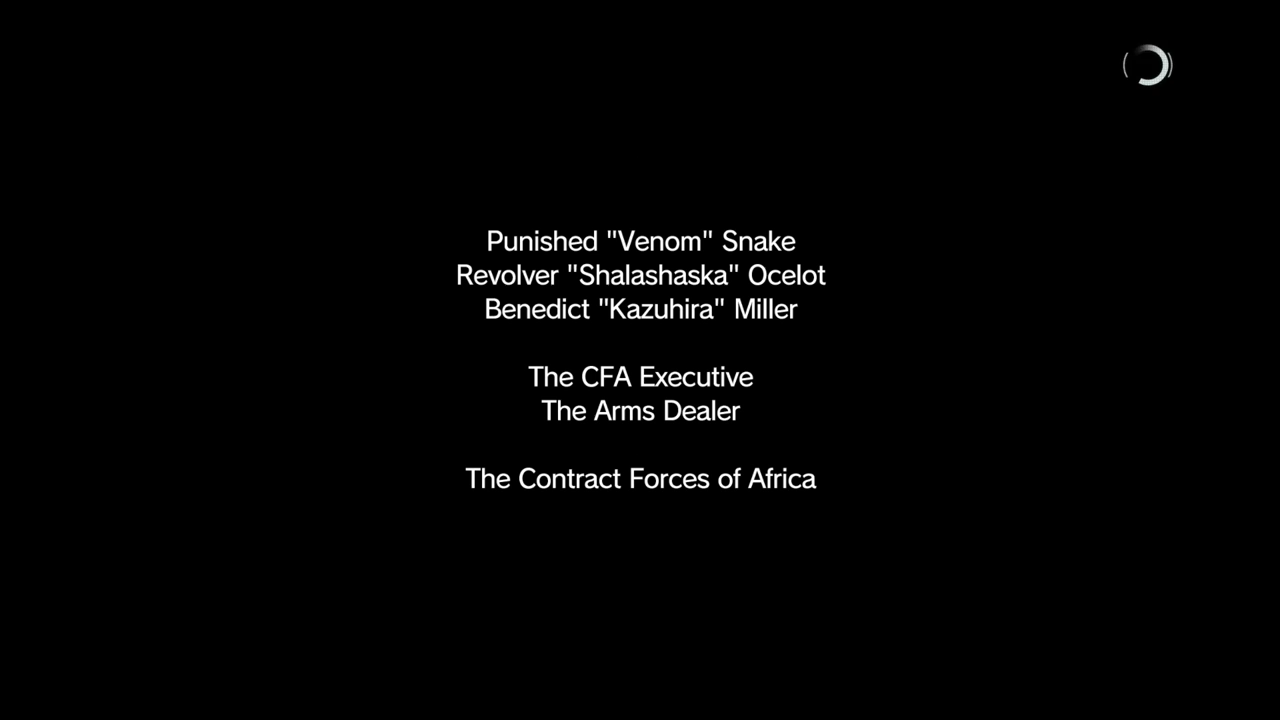 Punished "Venom" Snake
Revolver "Shalashaska" Ocelot
Benedict "Kazuhira" Miller
The CFA Executive
The Arms Dealer
The Contract Forces of Africa